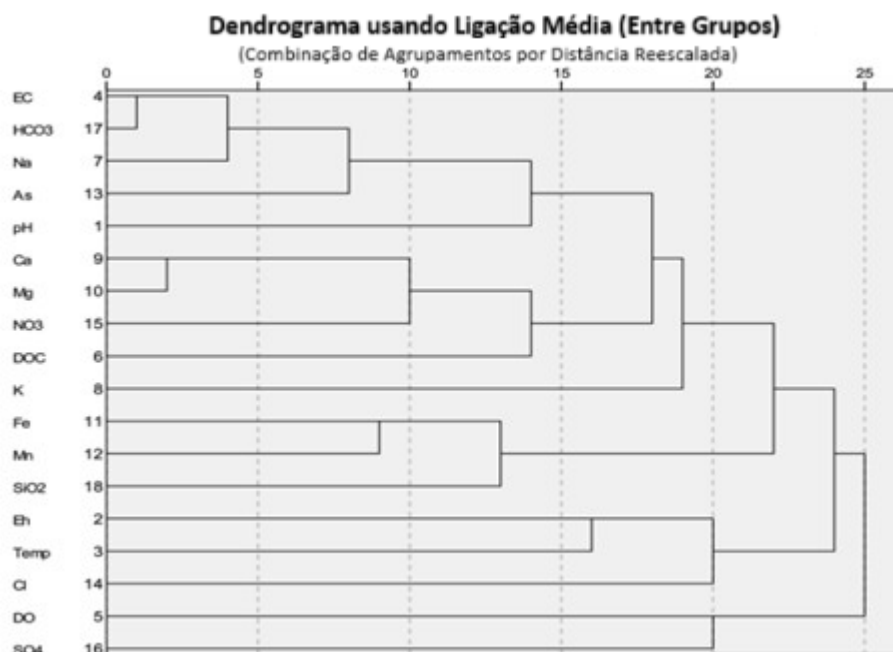 Dendrograma usando Ligação Média (Entre Grupos)
(Combinação de Agrupamentos por Distância Reescalada)
0 5 10 15 20 25
EC 4
HCO3 17
Na 7
As 13
pH 1
Ca 9
Mg 10
NO3 15
DOC 6
K 8
Fe 11
Mn 12
SiO2 18
Eh 2
Temp 3
Cl 14
DO 5
SO4 16